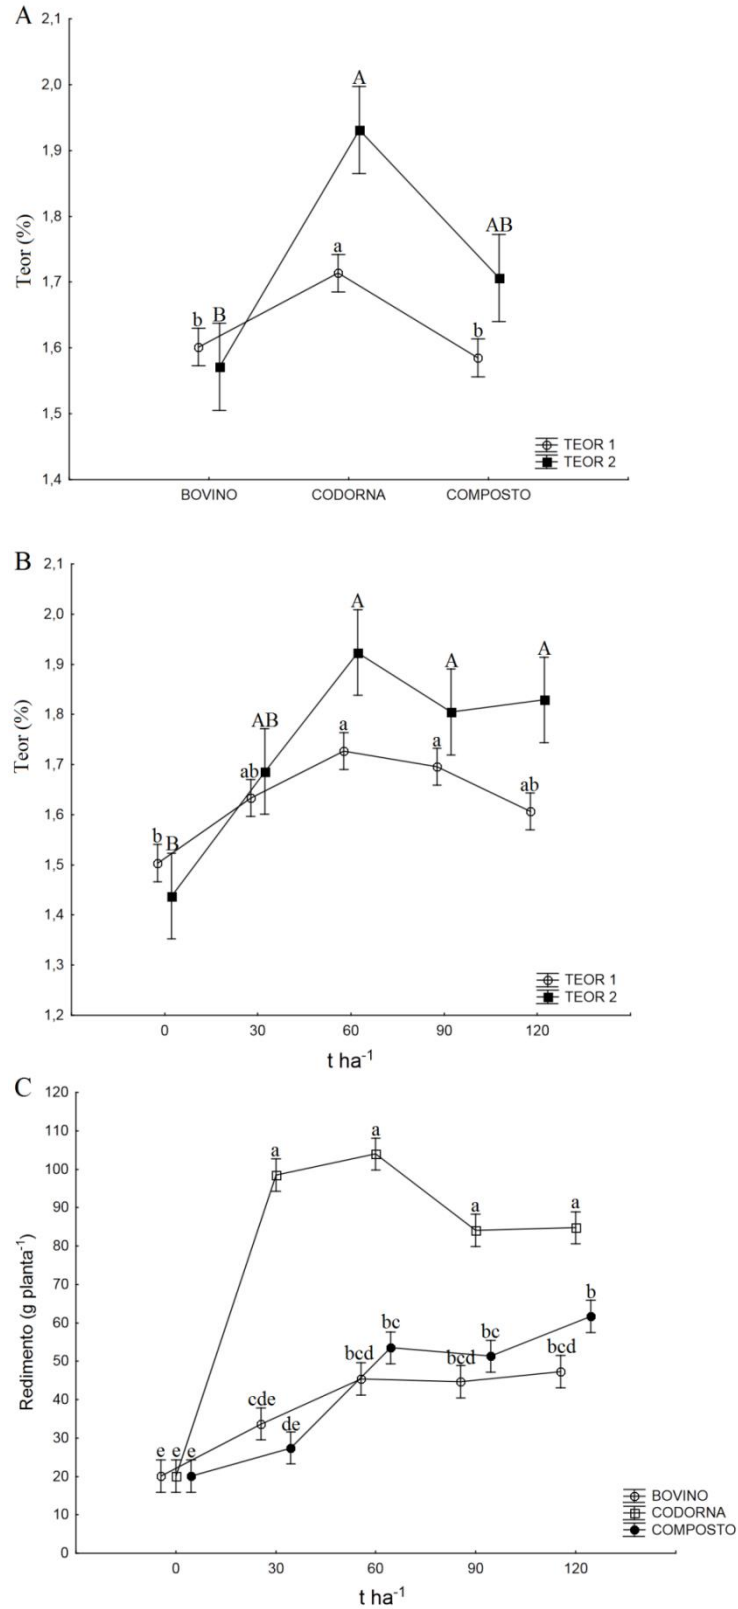 A
2,1
2,0
1,9
1,8
1,7
1,6
1,5
1,4
Teor (%)
b
B
a
A
b
AB
TEOR 1
TEOR 2
BOVINO
CODORNA
COMPOSTO
B
2,1
2,0
1,9
1,8
1,7
1,6
1,5
1,4
1,3
1,2
Teor (%)
b
B
ab
AB
a
A
a
A
ab
A
TEOR 1
TEOR 2
0
30
60
90
120
t ha⁻¹
C
120
110
100
90
80
70
60
50
40
30
20
10
0
Redimento (g planta⁻¹)
e
e
e
cde
a
de
bcd
a
bc
bcd
a
bc
bcd
a
b
BOVINO
CODORNA
COMPOSTO
0
30
60
90
120
t ha⁻¹